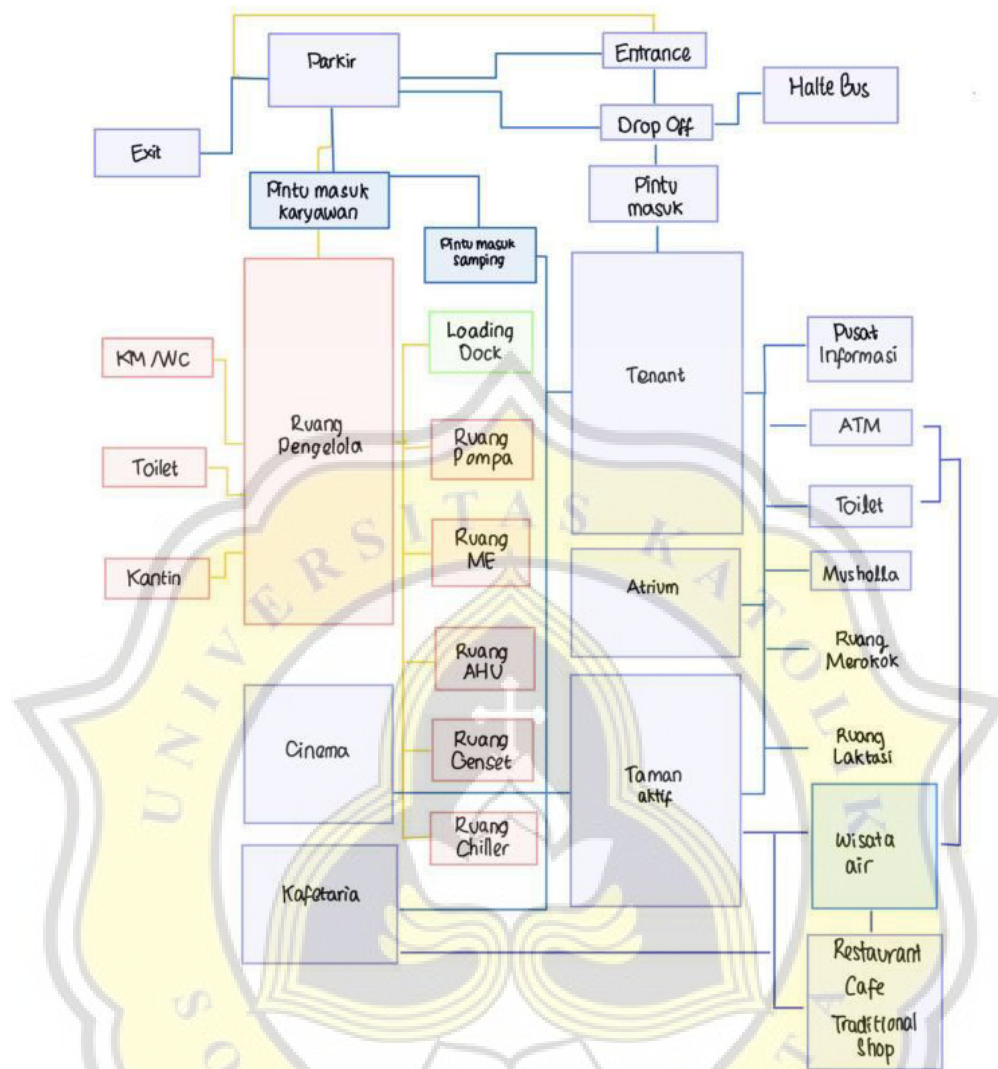 Parkir
Entrance
Halte Bus
Drop Off
Exit
Pintu masuk
karyawan
Pintu
masuk
Pintu masuk
samping
Loading
Dock
Tenant
Pusat
Informasi
KM/WC
Ruang
Pengelola
ATM
Ruang
Pompa
Toilet
Toilet
Ruang
ME
Kantin
Atrium
Musholla
Ruang
AHU
Ruang
Merokok
Cinema
Ruang
Genset
Taman
aktif
Ruang
Laktasi
Ruang
Chiller
Wisata
air
Kafetaria
Restaurant
Cafe
Traditional
Shop
UNIVERSITAS KATOLIK